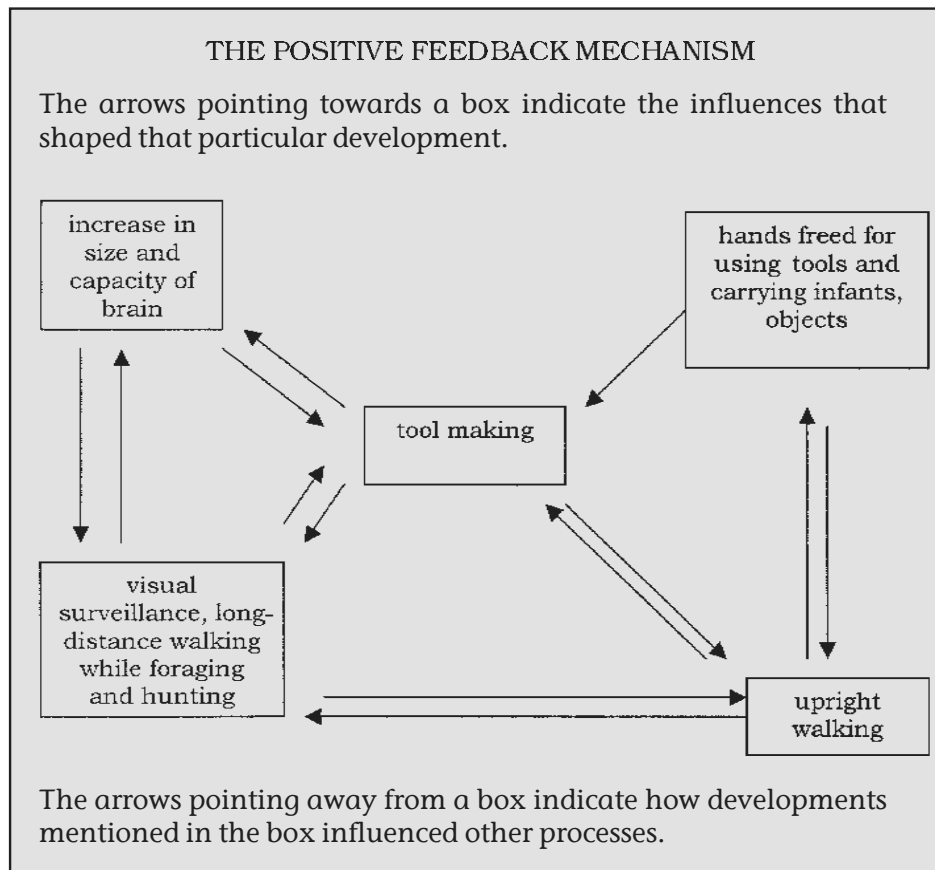 THE POSITIVE FEEDBACK MECHANISM
The arrows pointing towards a box indicate the influences that
shaped that particular development.
increase in
size and
capacity of
brain
hands freed for
using tools and
carrying infants,
objects
tool making
visual
surveillance, long-
distance walking
while foraging
and hunting
upright
walking
The arrows pointing away from a box indicate how developments
mentioned in the box influenced other processes.